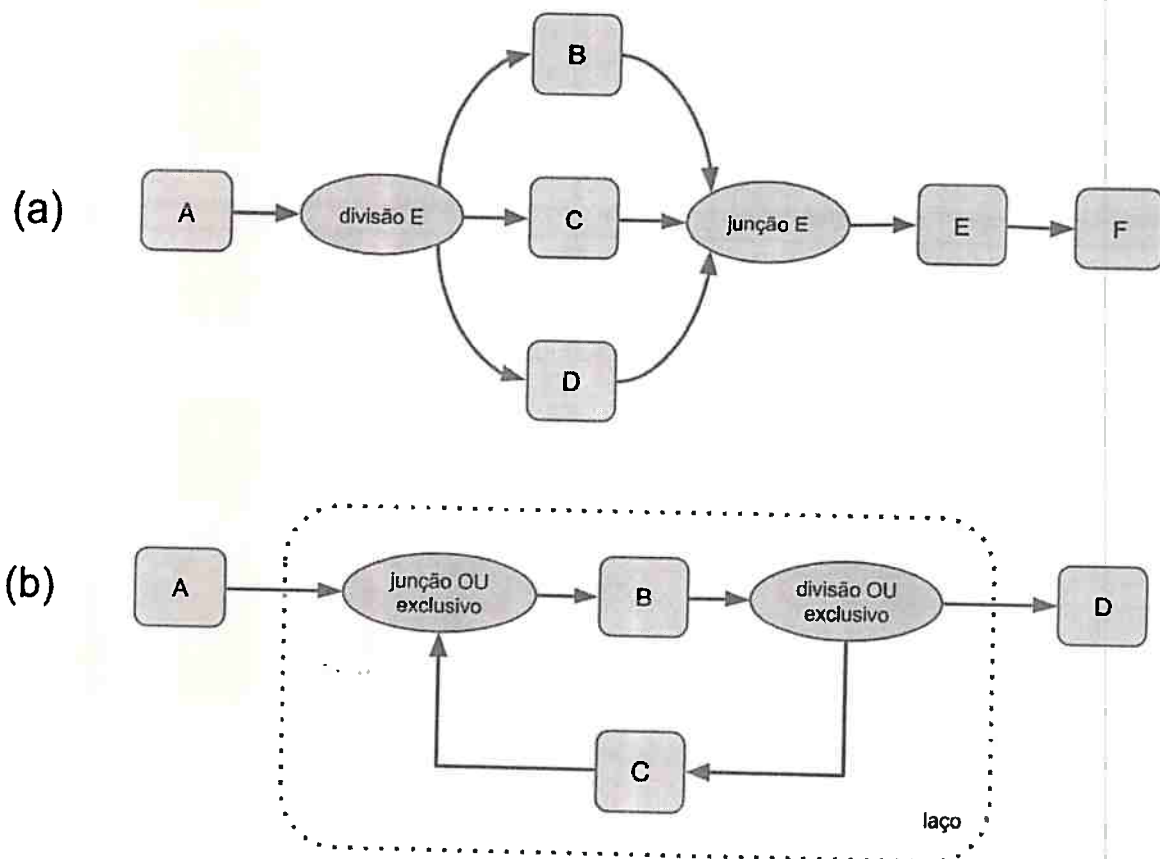 (a)
A
divisão E
B
C
D
junção E
E
F
(b)
A
junção OU
exclusivo
B
divisão OU
exclusivo
D
C
laço